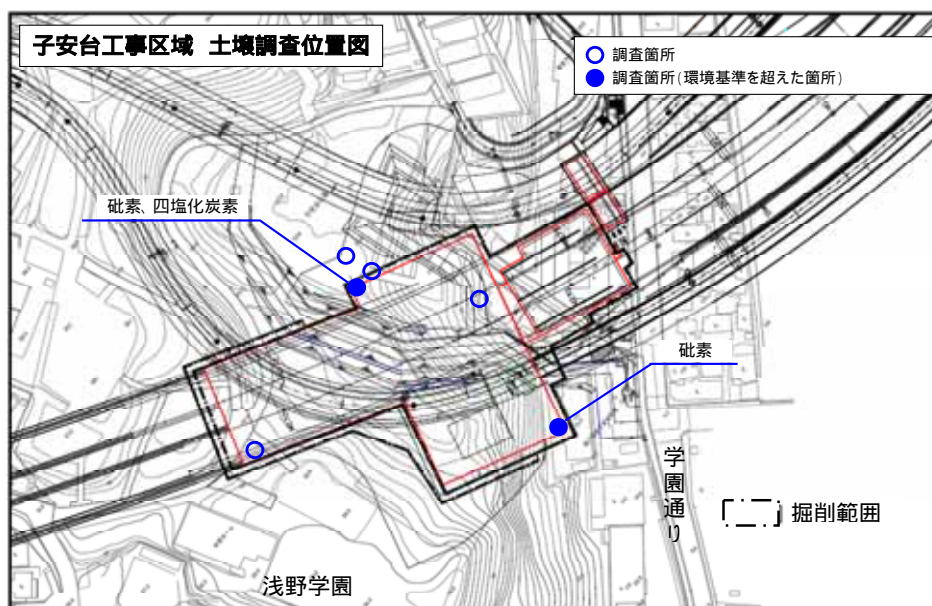 子安台工事区域 土壌調査位置図
調査箇所
調査箇所(環境基準を超えた箇所)
砒素、四塩化炭素
砒素
学園通り
掘削範囲
浅野学園